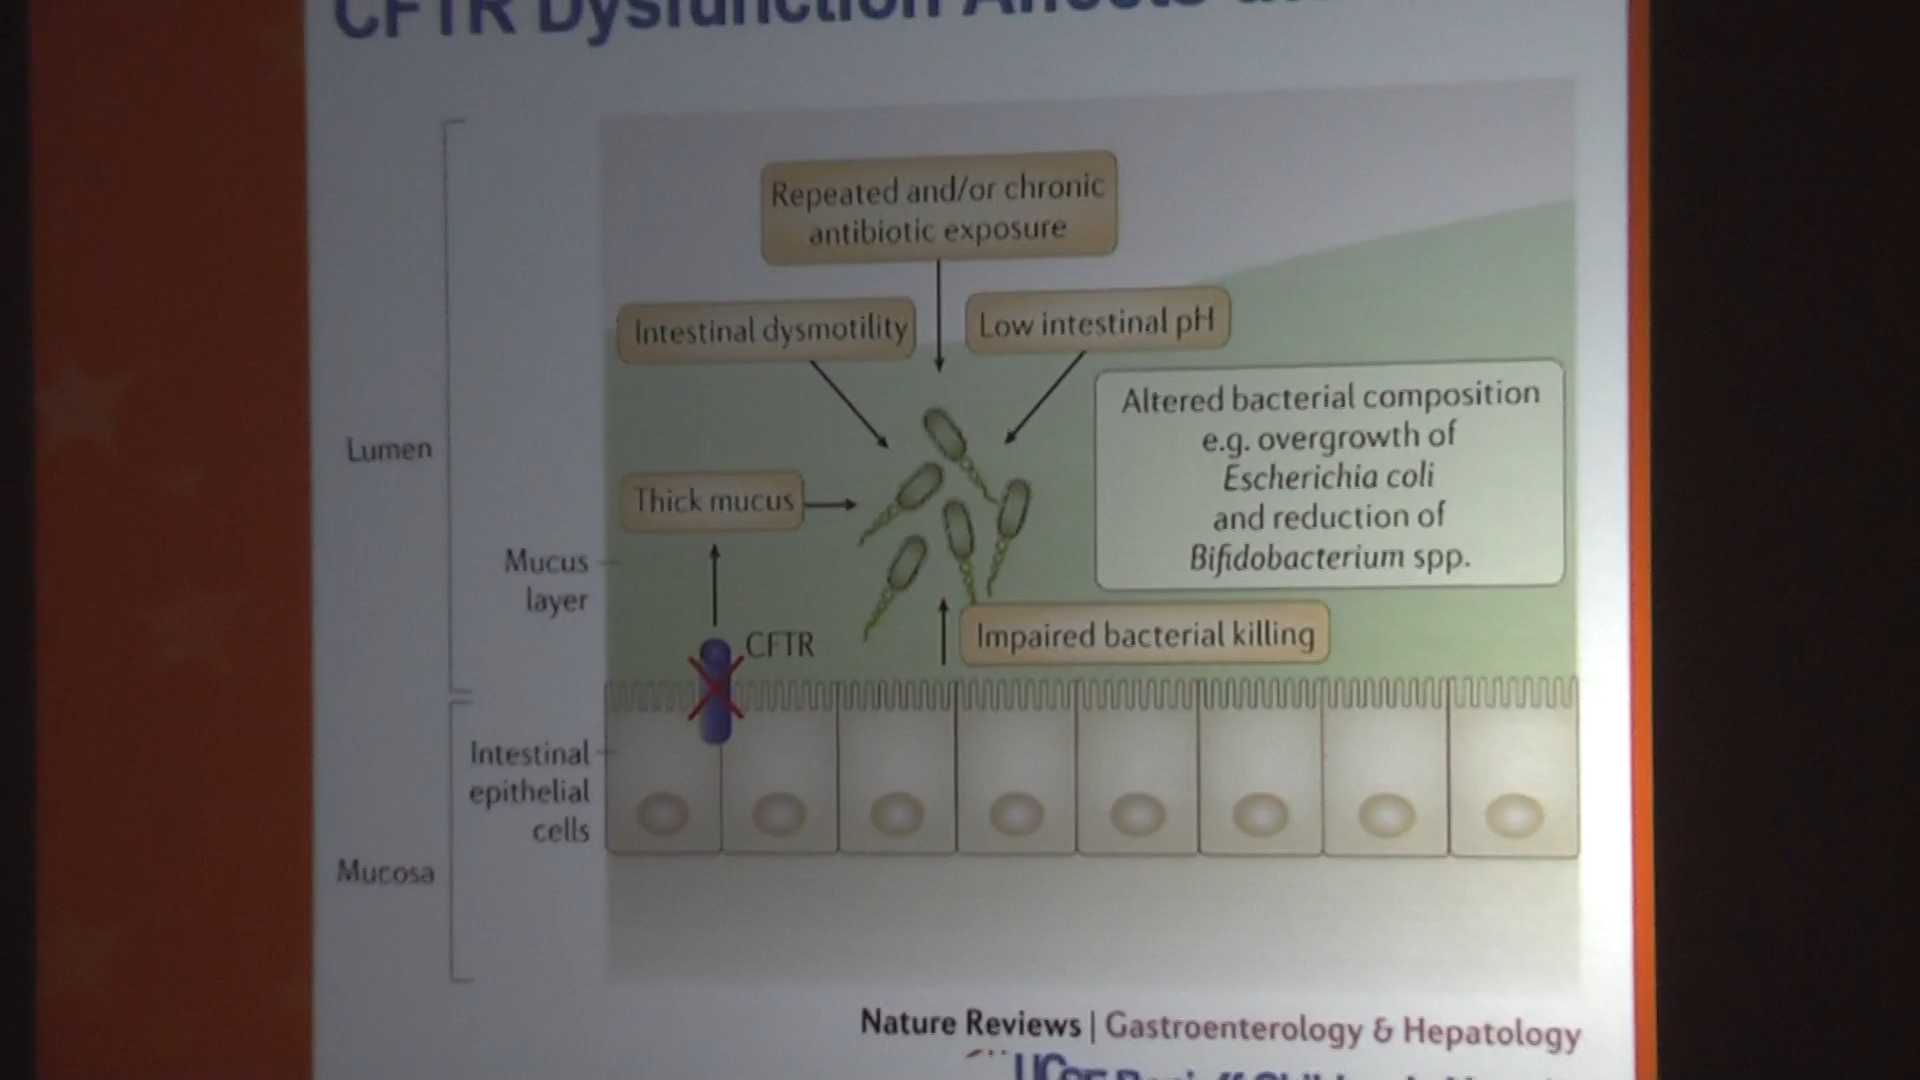 CFTR Dysfunction Affects
Repeated and/or chronic
antibiotic exposure
Intestinal dysmotility
Low intestinal pH
Altered bacterial composition
e.g. overgrowth of
Escherichia coli
and reduction of
Bifidobacterium spp.
Lumen
Thick mucus
Mucus
layer
CFTR
Impaired bacterial killing
Intestinal
epithelial
cells
Mucosa
Nature Reviews | Gastroenterology & Hepatology